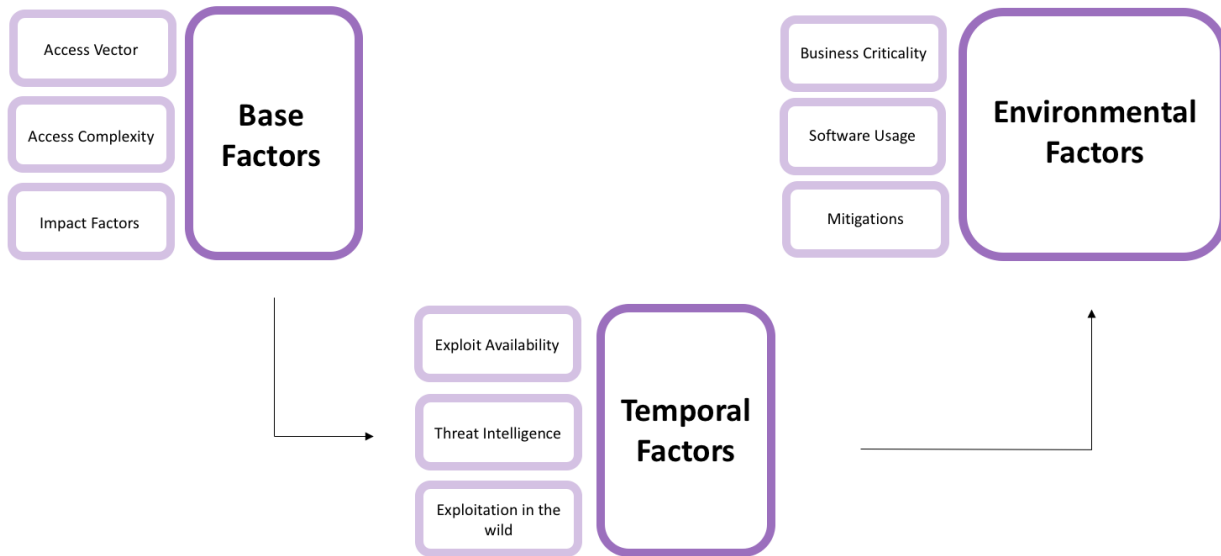 Access Vector
Access Complexity
Impact Factors
Base
Factors
Exploit Availability
Threat Intelligence
Exploitation in the
wild
Temporal
Factors
Business Criticality
Software Usage
Mitigations
Environmental
Factors